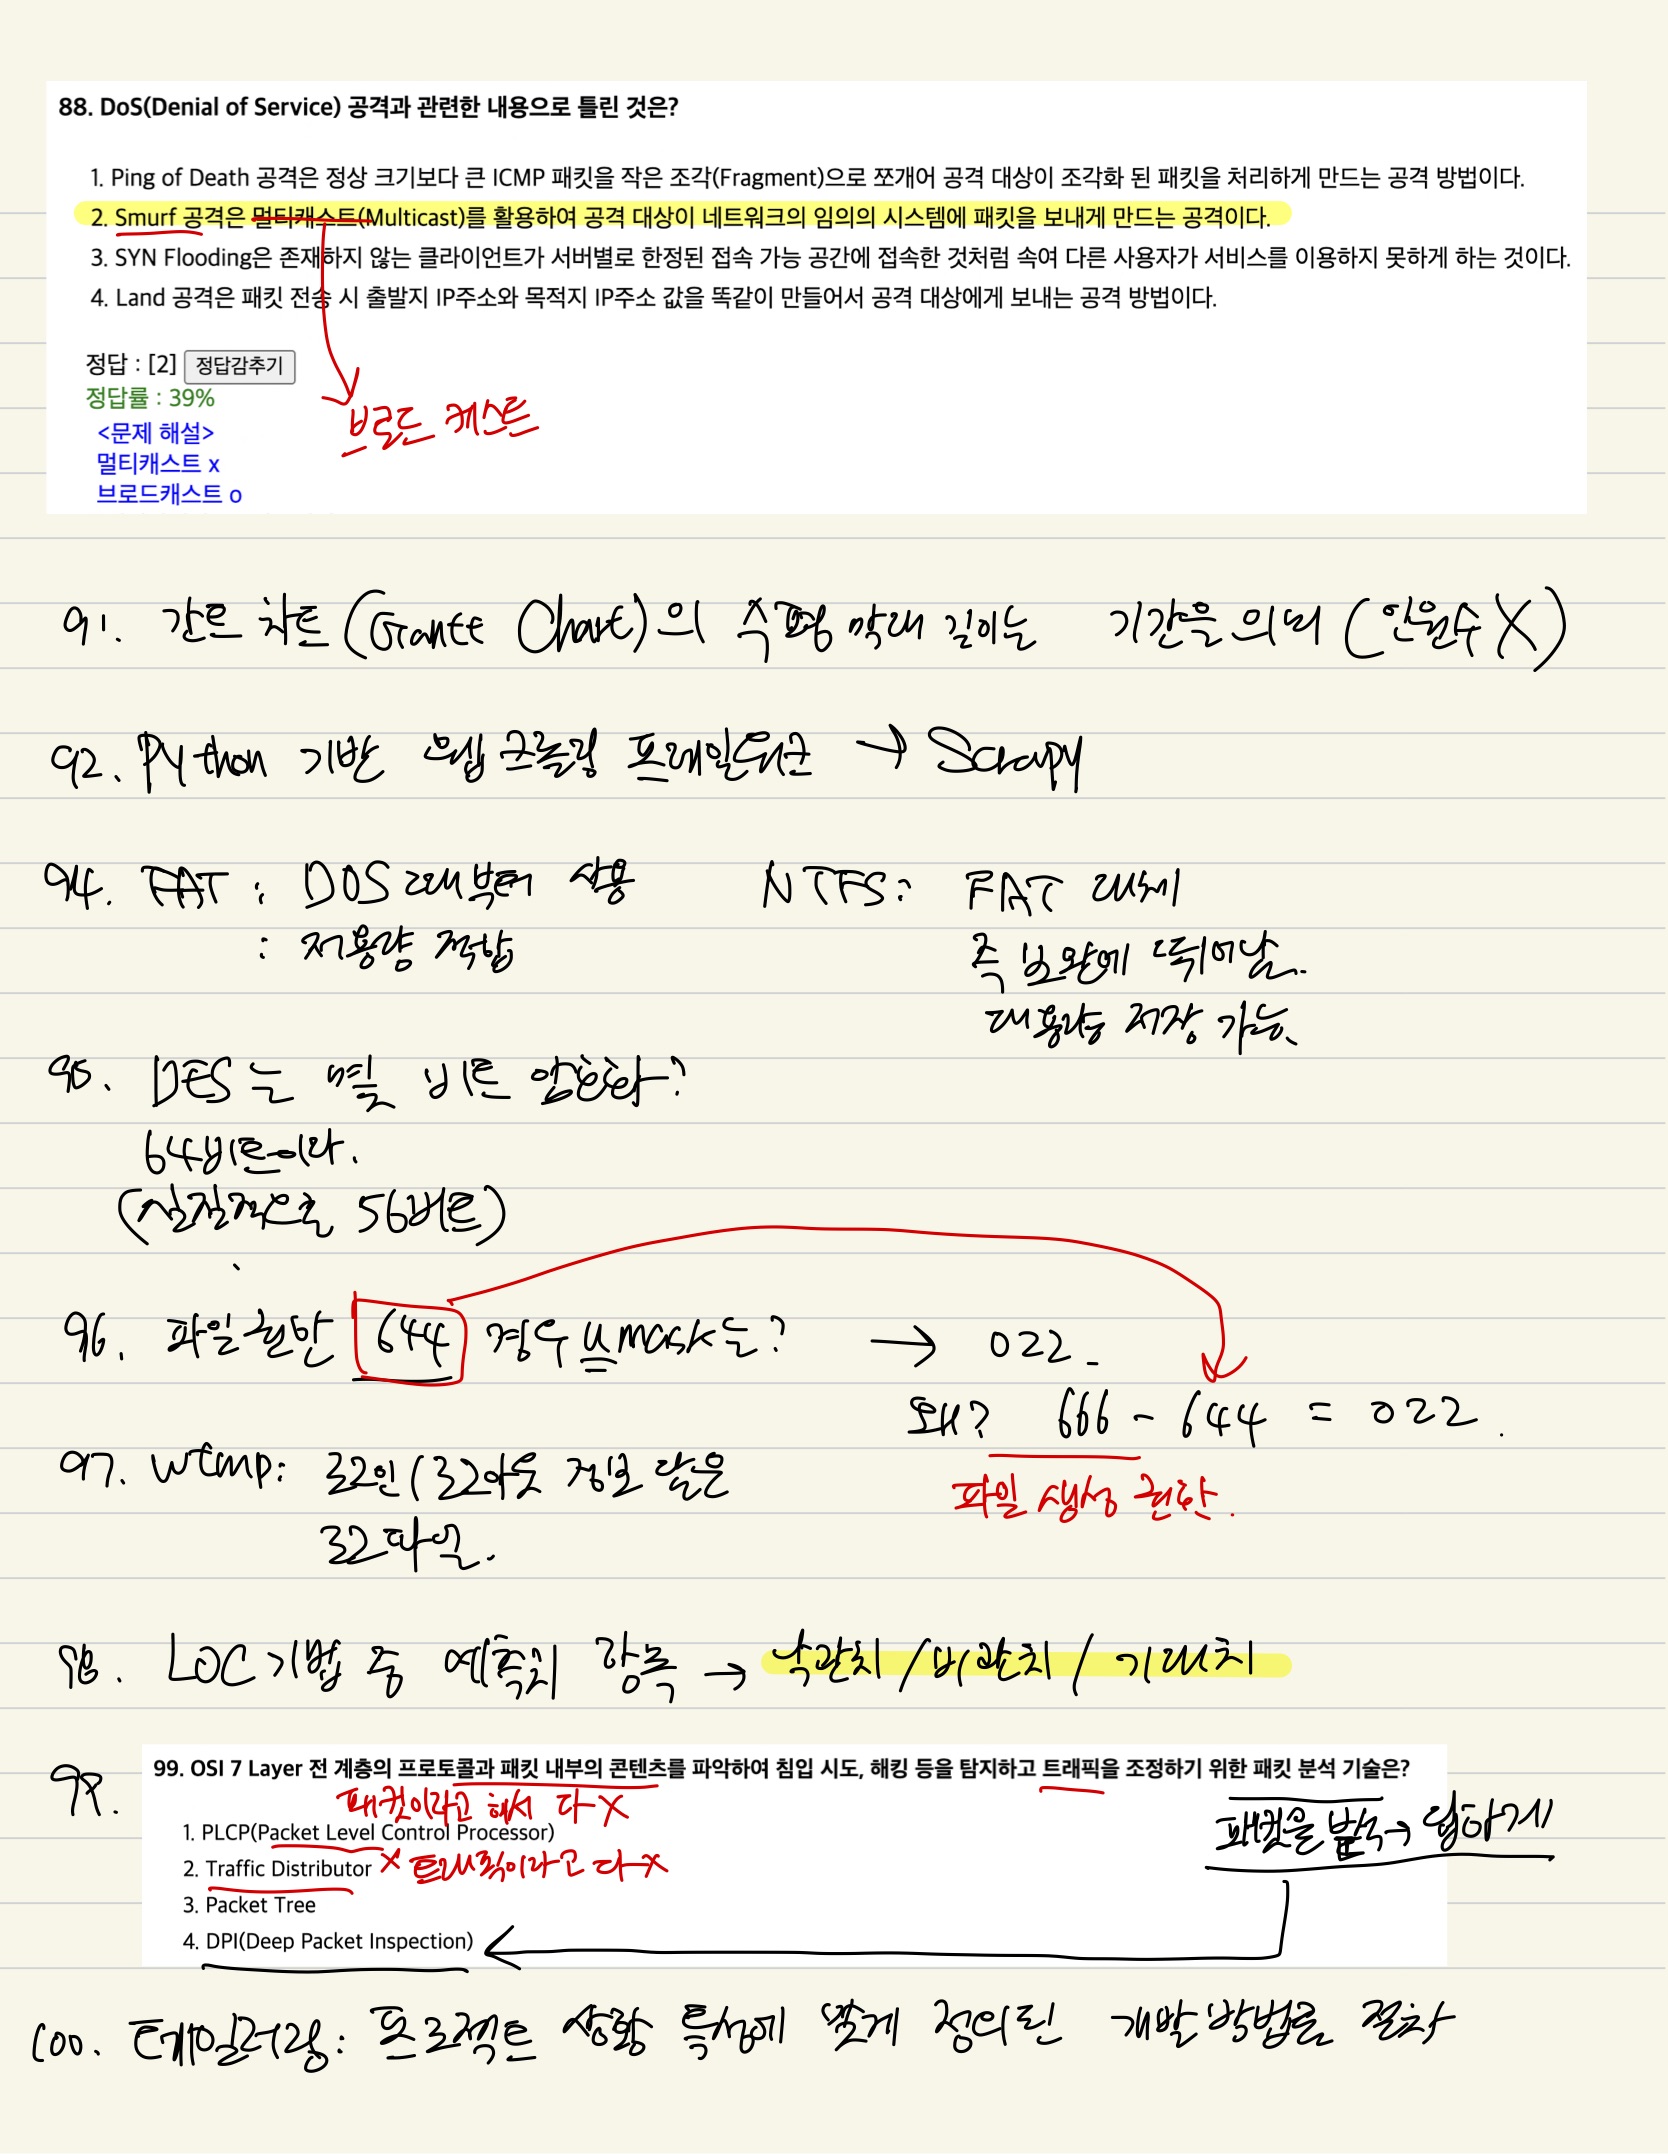 88. DoS(Denial of Service) 공격과 관련한 내용으로 틀린 것은?
1. Ping of Death 공격은 정상 크기보다 큰 ICMP 패킷을 작은 조각(Fragment)으로 쪼개어 공격 대상이 조각화 된 패킷을 처리하게 만드는 공격 방법이다.
2. Smurf 공격은 멀티캐스트(Multicast)를 활용하여 공격 대상이 네트워크의 임의의 시스템에 패킷을 보내게 만드는 공격이다.
3. SYN Flooding은 존재하지 않는 클라이언트가 서버별로 한정된 접속 가능 공간에 접속한 것처럼 속여 다른 사용자가 서비스를 이용하지 못하게 하는 것이다.
4. Land 공격은 패킷 전송 시 출발지 IP주소와 목적지 IP주소 값을 똑같이 만들어서 공격 대상에게 보내는 공격 방법이다.
정답 : [2] 정답감추기
정답률 : 39%
브로드 캐스트
<문제 해설>
멀티캐스트 x
브로드캐스트 o
91. 간트 차트 (Gantt Chart)의 수평 막대 길이는 기간을 의미 (인원수 X)
92. Python 기반 웹 크롤링 프레임워크 → Scrapy
94. FAT : DOS 때부터 사용 NTFS : FAT 대체
: 저용량 적합
즉 보안에 뛰어남.
대용량 저장 가능.
95. DES는 몇 비트 암호화?
64비트이다.
(실질적으로 56비트)
96. 파일권한 644 경우 umask는? → 022
왜? 666 - 644 = 022.
파일 생성 권한.
97. wtmp: 로그인/로그아웃 정보 담은
로그파일.
98. LOC기법 중 예측치 항목 → 낙관치 / 비관치 / 기대치
99.
99. OSI 7 Layer 전 계층의 프로토콜과 패킷 내부의 콘텐츠를 파악하여 침입 시도, 해킹 등을 탐지하고 트래픽을 조정하기 위한 패킷 분석 기술은?
패킷이라고 해서 다 X
1. PLCP(Packet Level Control Processor)
패킷을 분석 → 딥하게
2. Traffic Distributor X 트래픽이라고 다 X
3. Packet Tree
4. DPI(Deep Packet Inspection)
100. 테일러링: 프로젝트 상황 특성에 맞게 정의된 개발방법론 절차